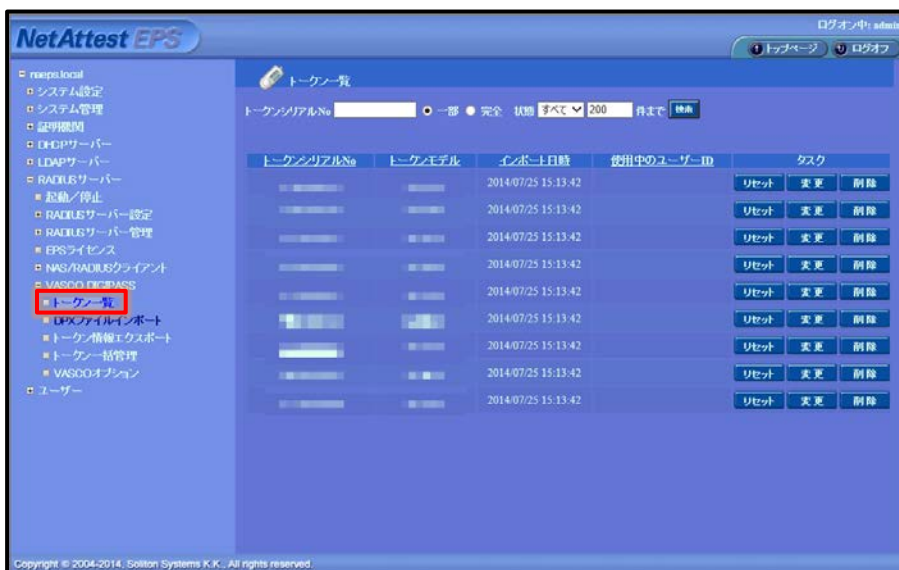 NetAttest EPS
ログオン中: admin
トップページ
ログオフ
naeps.local
システム設定
システム管理
証明機関
DHCPサーバー
LDAPサーバー
RADIUSサーバー
起動／停止
RADIUSサーバー設定
RADIUSサーバー管理
EPSライセンス
NAS/RADIUSクライアント
VASCO DIGIPASS
トークン一覧
DPXファイルインポート
トークン情報エクスポート
トークン一括管理
VASCOオプション
ユーザー
トークン一覧
トークンシリアルNo 一部 完全 状態 すべて 200 件まで 検索
トークンシリアルNo トークンモデル インポート日時 使用中のユーザーID タスク
2014/07/25 15:13:42 リセット 変更 削除
2014/07/25 15:13:42 リセット 変更 削除
2014/07/25 15:13:42 リセット 変更 削除
2014/07/25 15:13:42 リセット 変更 削除
2014/07/25 15:13:42 リセット 変更 削除
2014/07/25 15:13:42 リセット 変更 削除
2014/07/25 15:13:42 リセット 変更 削除
2014/07/25 15:13:42 リセット 変更 削除
2014/07/25 15:13:42 リセット 変更 削除
Copyright © 2004-2014, Soliton Systems K.K., All rights reserved.